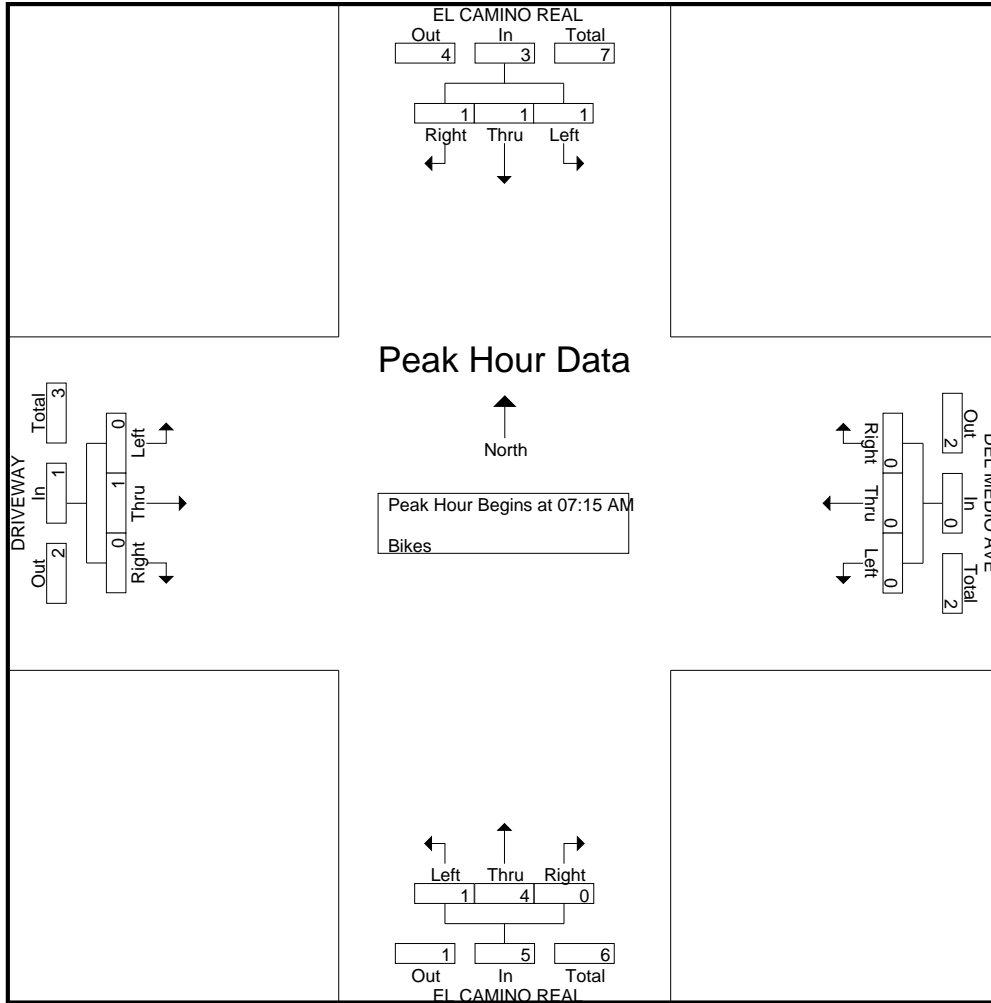 EL CAMINO REAL
Out In Total
4 3 7
1 1 1
Right Thru Left
Peak Hour Data
North
Peak Hour Begins at 07:15 AM
Bikes
DRIVEWAY
Out In Total
2 1 3
0 1 0
Right Thru Left
DEL MEDIO AVE
Out In Total
2 0 2
Right Thru Left
0 0 0
Left Thru Right
1 4 0
1 5 6
Out In Total
EL CAMINO REAL